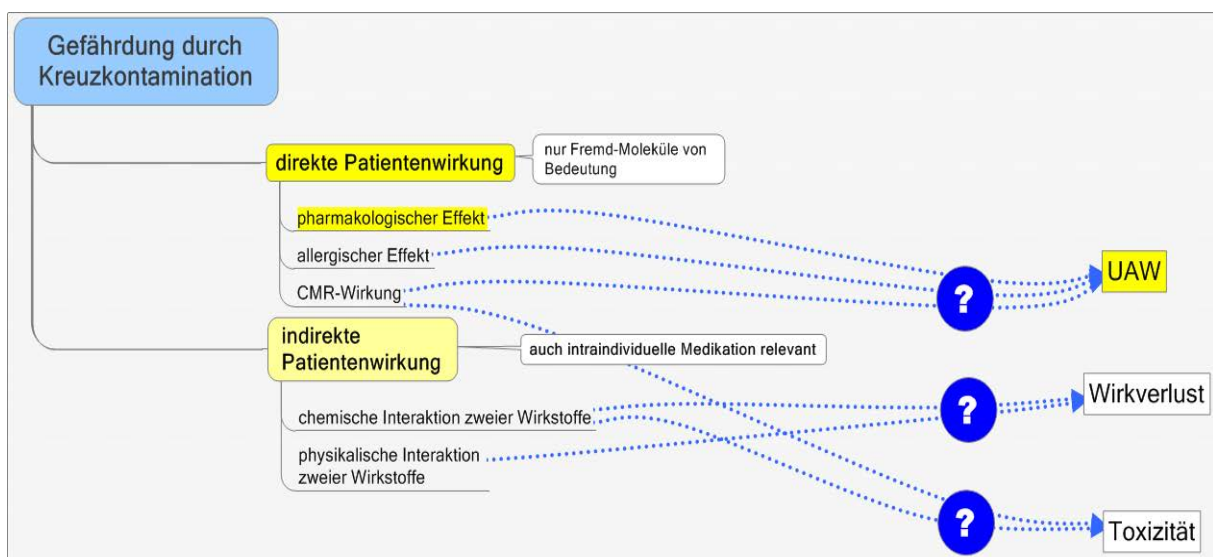 Gefährdung durch
Kreuzkontamination
direkte Patientenwirkung
nur Fremd-Moleküle von
Bedeutung
pharmakologischer Effekt
allergischer Effekt
CMR-Wirkung
?
UAW
indirekte
Patientenwirkung
auch intraindividuelle Medikation relevant
chemische Interaktion zweier Wirkstoffe
?
Wirkverlust
physikalische Interaktion
zweier Wirkstoffe
?
Toxizität